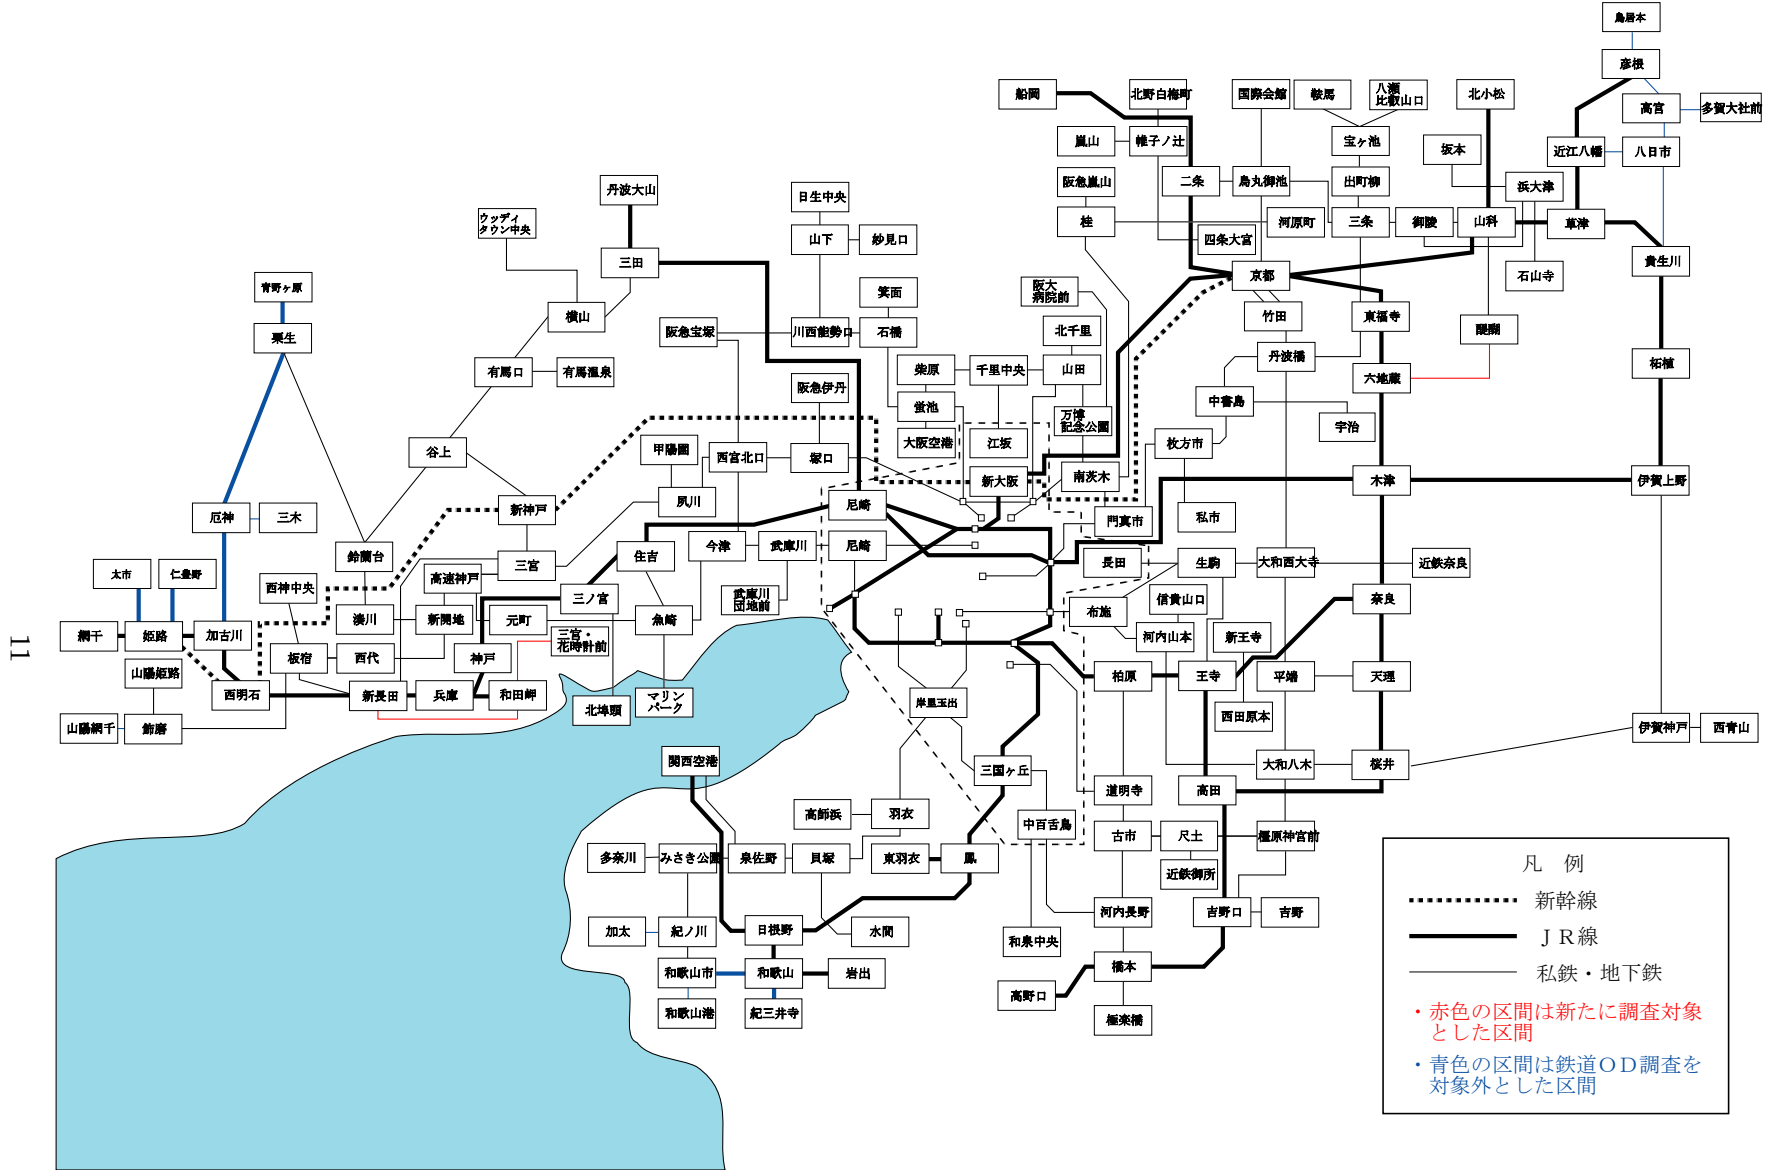 鳥居本
彦根
船岡
北野白梅町
国際会館
鞍馬
八瀬
比叡山口
北小松
高宮
多賀大社前
嵐山
帷子ノ辻
宝ヶ池
坂本
近江八幡
八日市
阪急嵐山
二条
烏丸御池
出町柳
浜大津
丹波大山
日生中央
桂
河原町
三条
御陵
山科
草津
ウッディ
タウン中央
山下
妙見口
四条大宮
三田
京都
石山寺
貴生川
青野ヶ原
箕面
阪大
病院前
横山
竹田
東福寺
粟生
阪急宝塚
川西能勢口
石橋
北千里
醍醐
丹波橋
柘植
有馬口
有馬温泉
柴原
千里中央
山田
六地蔵
阪急伊丹
蛍池
万博
記念公園
中書島
宇治
谷上
甲陽園
西宮北口
塚口
大阪空港
江坂
枚方市
新大阪
南茨木
木津
伊賀上野
夙川
尼崎
厄神
三木
新神戸
門真市
私市
鈴蘭台
三宮
住吉
今津
武庫川
尼崎
長田
生駒
大和西大寺
近鉄奈良
太市
仁豊野
西神中央
高速神戸
三ノ宮
武庫川
団地前
信貴山口
奈良
湊川
新開地
元町
魚崎
布施
網干
姫路
加古川
三宮・
花時計前
河内山本
新王寺
板宿
西代
神戸
山陽姫路
西明石
新長田
兵庫
和田岬
北埠頭
マリン
パーク
岸里玉出
柏原
王寺
平端
天理
山陽網干
飾磨
西田原本
伊賀神戸
西青山
関西空港
三国ヶ丘
大和八木
桜井
道明寺
高田
高師浜
羽衣
中百舌鳥
古市
尺土
橿原神宮前
多奈川
みさき公園
泉佐野
貝塚
東羽衣
鳳
近鉄御所
河内長野
吉野口
吉野
加太
紀ノ川
日根野
水間
和泉中央
和歌山市
和歌山
岩出
橋本
高野口
和歌山港
紀三井寺
極楽橋
凡 例
新幹線
ＪＲ線
私鉄・地下鉄
・赤色の区間は新たに調査対象
とした区間
・青色の区間は鉄道ＯＤ調査を
対象外とした区間
11